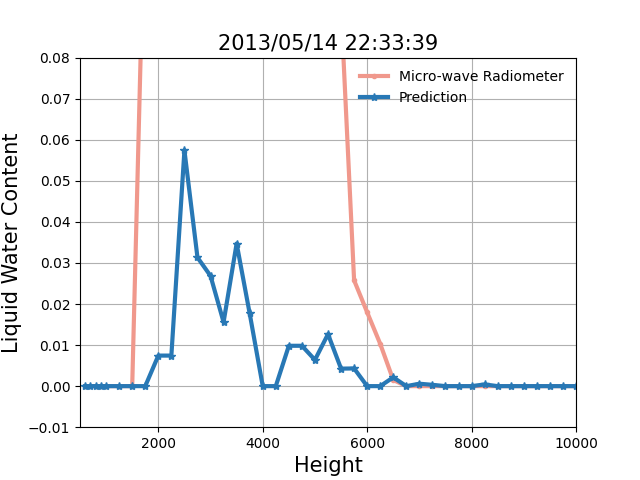 2013/05/14 22:33:39
Micro-wave Radiometer
Prediction
Liquid Water Content
0.08
0.07
0.06
0.05
0.04
0.03
0.02
0.01
0.00
−0.01
2000 4000 6000 8000 10000
Height